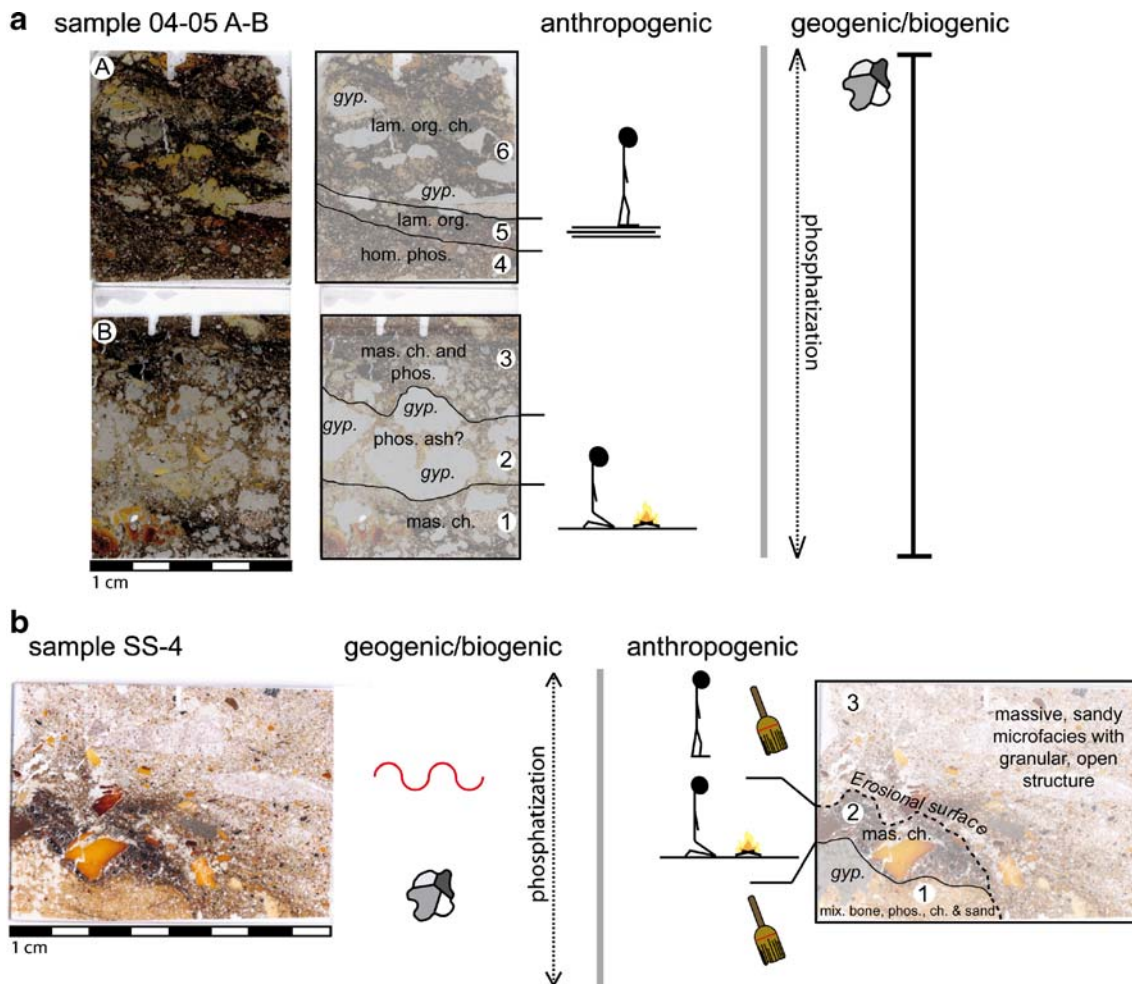 a
sample 04-05 A-B
anthropogenic
geogenic/biogenic
A
gyp.
lam. org. ch.
6
gyp.
lam. org.
5
hom. phos.
4
B
mas. ch. and
phos.
3
gyp.
gyp.
phos. ash?
2
gyp.
mas. ch.
1
1 cm
phosphatization
b
sample SS-4
geogenic/biogenic
anthropogenic
phosphatization
3
massive, sandy
microfacies with
granular, open
structure
Erosional surface
2
mas. ch.
gyp.
1
mix. bone, phos., ch. & sand
1 cm